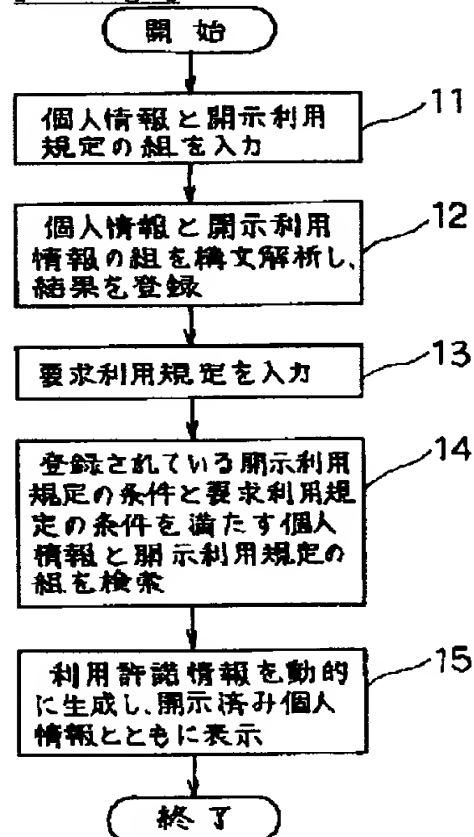 開始
個人情報と開示利用
規定の組を入力
11
個人情報と開示利用
情報の組を構文解析し、
結果を登録
12
要求利用規定を入力
13
登録されている開示利用
規定の条件と要求利用規
定の条件を満たす個人
情報と開示利用規定の
組を検索
14
利用許諾情報を動的
に生成し、開示済み個人
情報とともに表示
15
終了